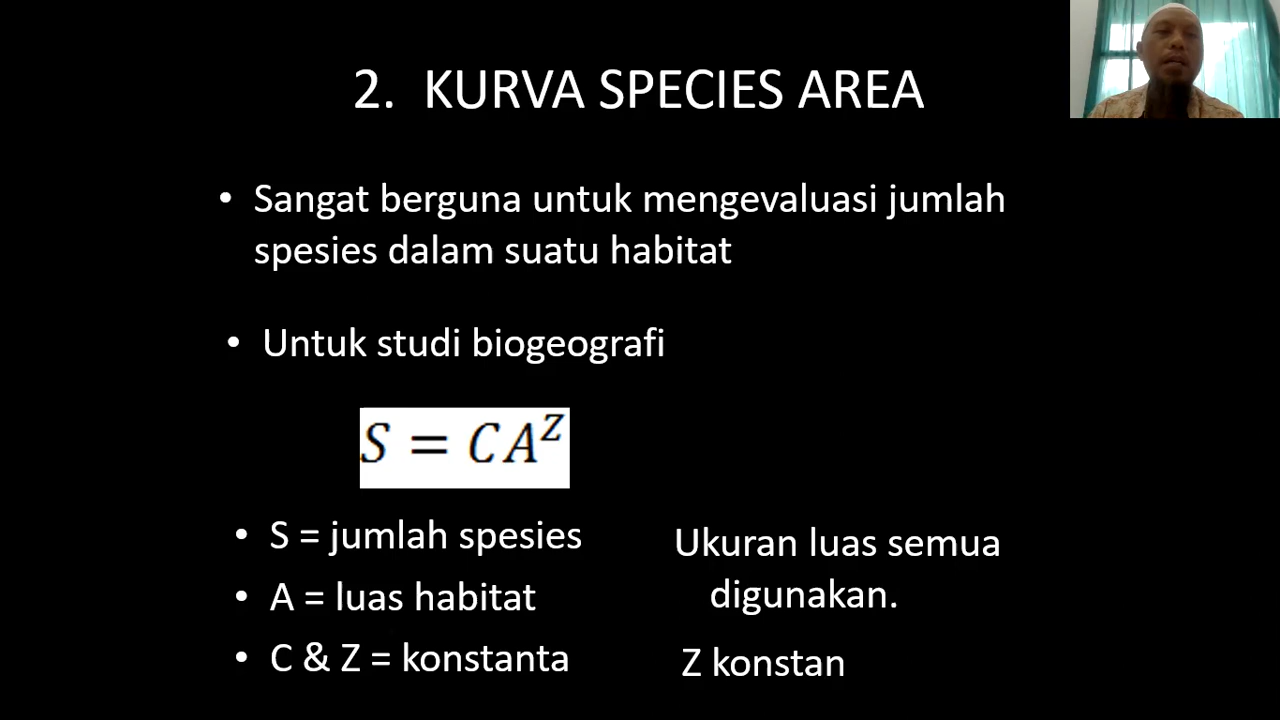 2. KURVA SPECIES AREA
• Sangat berguna untuk mengevaluasi jumlah
spesies dalam suatu habitat
• Untuk studi biogeografi
S = CA^Z
• S = jumlah spesies
• A = luas habitat
• C & Z = konstanta
Ukuran luas semua
digunakan.
Z konstan